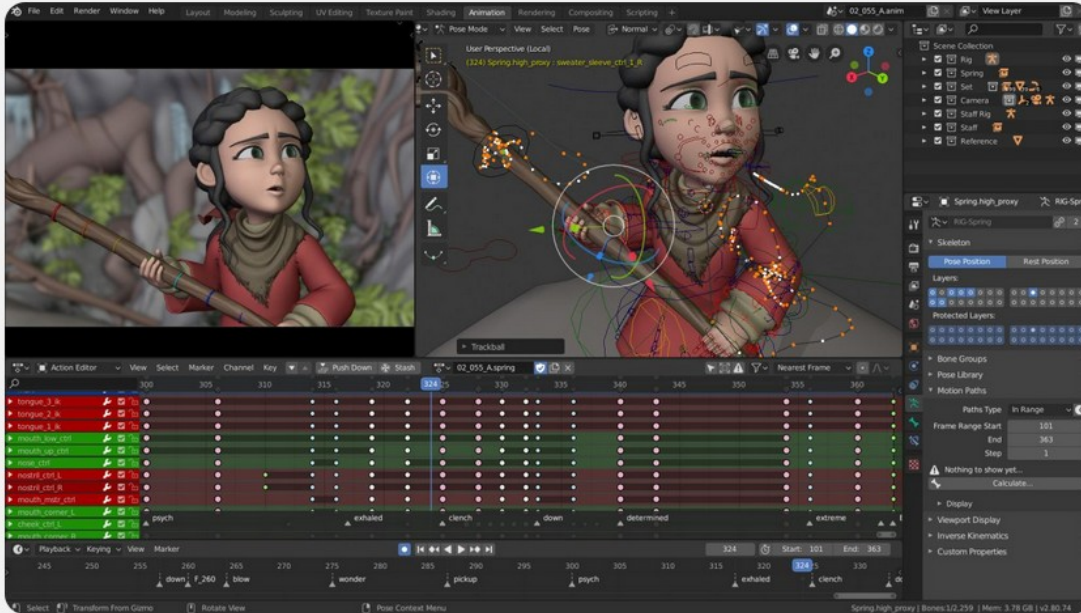 File Edit Render Window Help Layout Modeling Sculpting UV Editing Texture Paint Shading Animation Rendering Compositing Scripting + 02_055_A.anim View Layer
Pose Mode View Select Pose Normal
User Perspective (Local)
(324) Spring.high_proxy : sweater_sleeve_ctrl_1_R
Z
X
Y
Trackball
Scene Collection
Rig
Spring
Set
Camera
Staff Rig
Staff
Reference
Spring.high_proxy RIG-Spring
RIG-Spring 2
Skeleton
Pose Position Rest Position
Layers:
Protected Layers:
Bone Groups
Pose Library
Motion Paths
Paths Type In Range
Frame Range Start 101
End 363
Step 1
Nothing to show yet...
Calculate...
Display
Viewport Display
Inverse Kinematics
Custom Properties
Action Editor View Select Marker Channel Key Push Down Stash 02_055_A.spring Nearest Frame
300 305 310 315 320 324 325 330 335 340 345 350 355 360
tongue_3_ik
tongue_2_ik
tongue_1_ik
mouth_low_ctrl
mouth_up_ctrl
nose_ctrl
nostril_ctrl_L
nostril_ctrl_R
mouth_mstr_ctrl
mouth_corner_L
cheek_ctrl_L
mouth_corner_R
psych exhaled clench down determined extreme
Playback Keying View Marker 324 Start: 101 End: 363
245 250 255 260 265 270 275 280 285 290 295 300 305 310 315 320 324 330
down F_260 blow wonder pickup psych exhaled clench
Select Transform From Gizmo Rotate View Pose Context Menu Spring.high_proxy | Bones:1/2,259 | Mem: 3.78 GB | v2.80.74